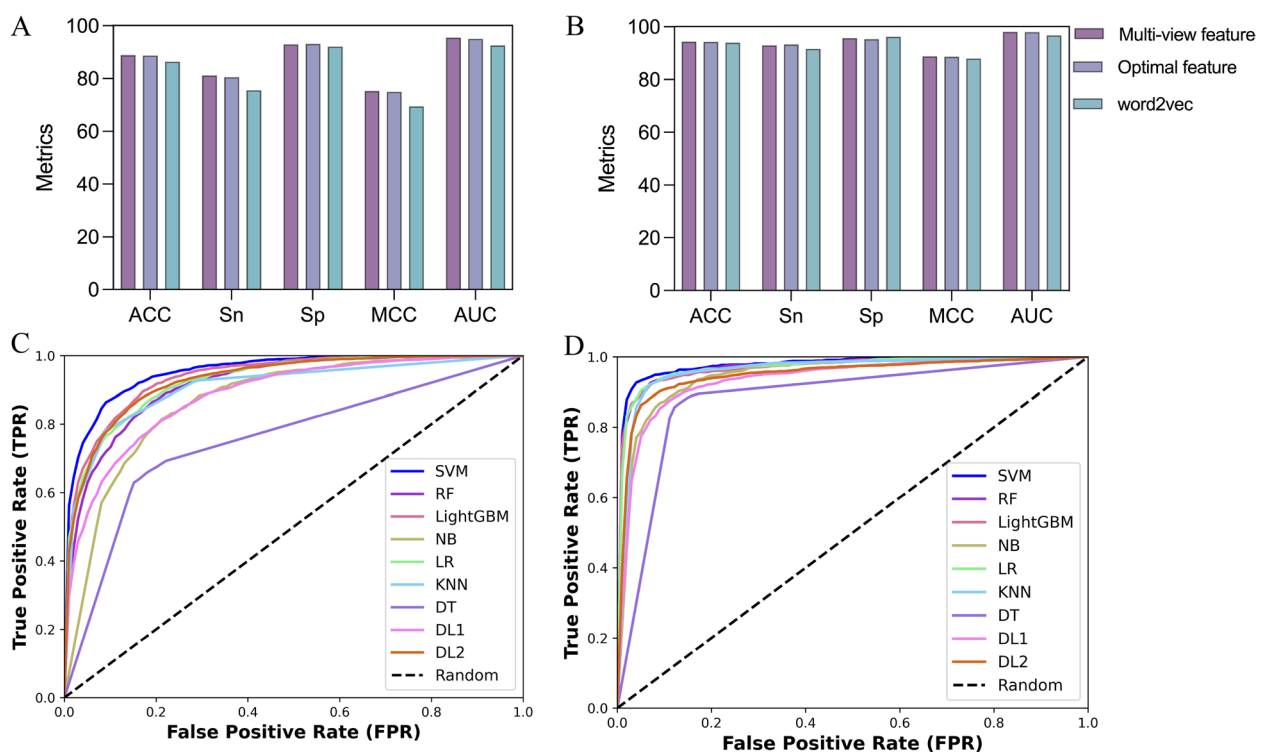 A
100
80
60
40
20
0
Metrics
ACC Sn Sp MCC AUC
B
100
80
60
40
20
0
Metrics
ACC Sn Sp MCC AUC
Multi-view feature
Optimal feature
word2vec
C
1.0
0.8
0.6
0.4
0.2
0.0
True Positive Rate (TPR)
SVM
RF
LightGBM
NB
LR
KNN
DT
DL1
DL2
Random
0.0 0.2 0.4 0.6 0.8 1.0
False Positive Rate (FPR)
D
1.0
0.8
0.6
0.4
0.2
0.0
True Positive Rate (TPR)
SVM
RF
LightGBM
NB
LR
KNN
DT
DL1
DL2
Random
0.0 0.2 0.4 0.6 0.8 1.0
False Positive Rate (FPR)